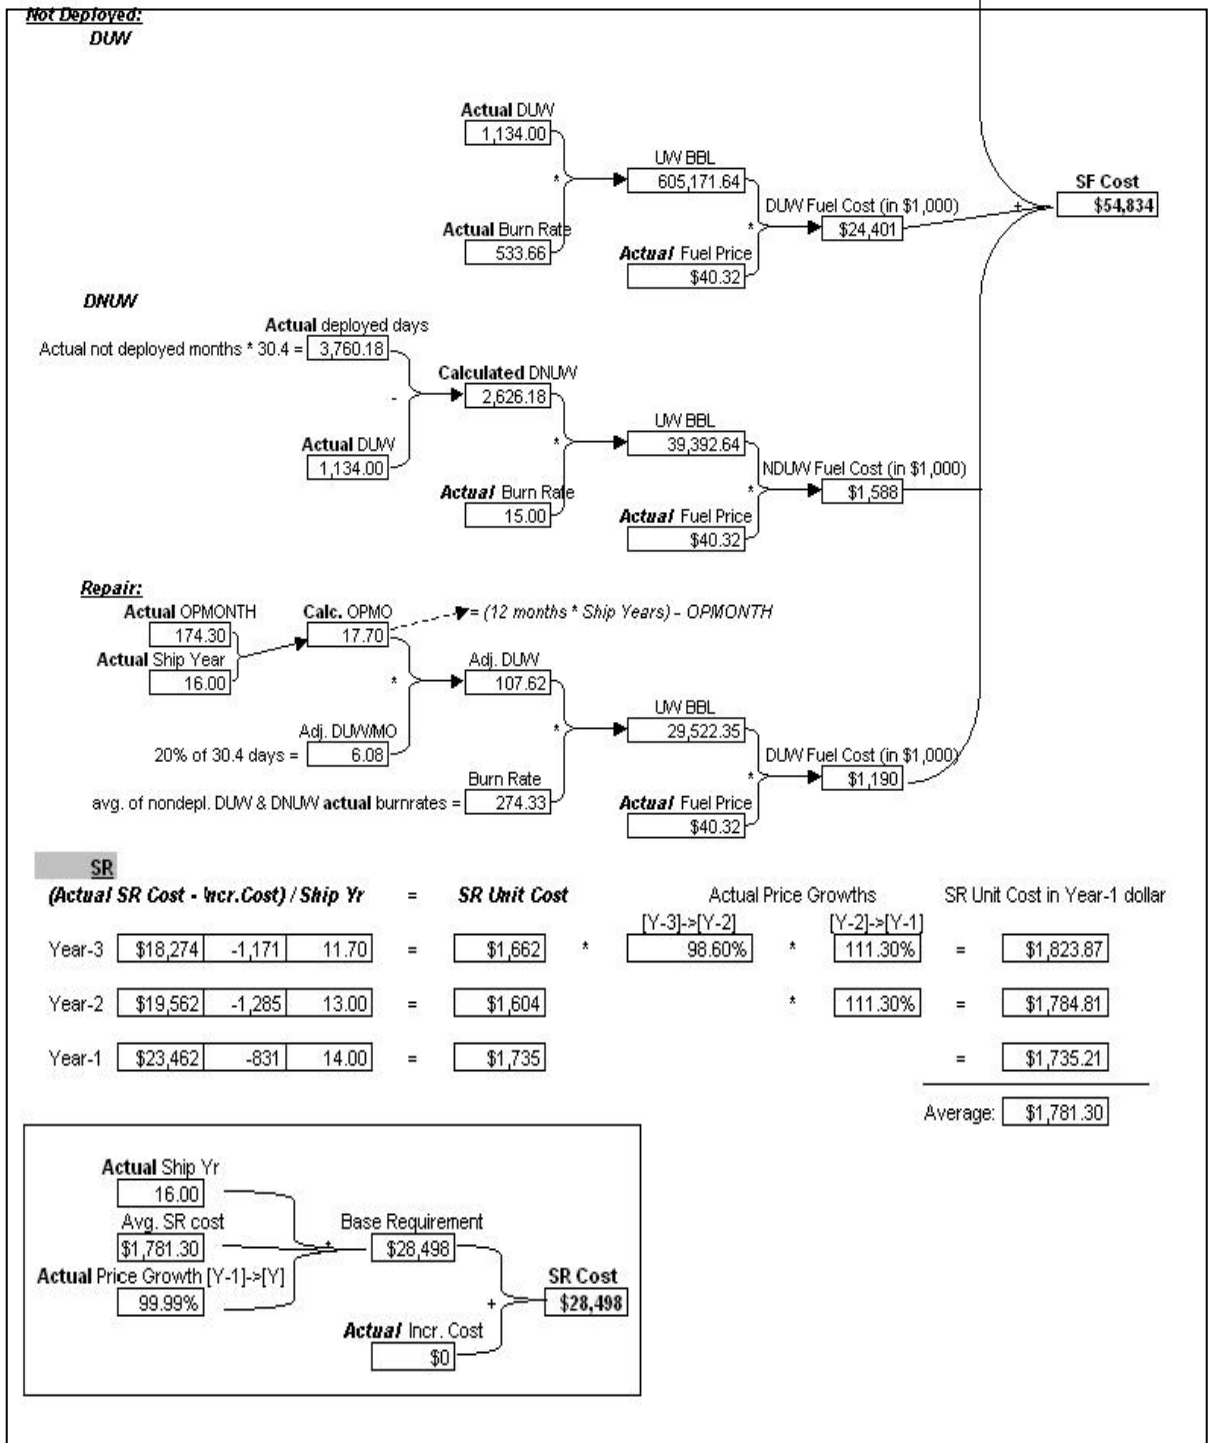 Not Deployed:
DUW
Actual DUW
1,134.00
*
UW BBL
605,171.64
Actual Burn Rate
533.66
DUW Fuel Cost (in $1,000)
*
$24,401
Actual Fuel Price
$40.32
+
SF Cost
$54,834
DNUW
Actual deployed days
Actual not deployed months * 30.4 = 3,760.18
-
Calculated DNUW
2,626.18
Actual DUW
1,134.00
*
UW BBL
39,392.64
Actual Burn Rate
15.00
NDUW Fuel Cost (in $1,000)
*
$1,588
Actual Fuel Price
$40.32
Repair:
Actual OPMONTH
174.30
Actual Ship Year
16.00
Calc. OPMO
17.70
= (12 months * Ship Years) - OPMONTH
*
Adj. DUW
107.62
Adj. DUW/MO
20% of 30.4 days = 6.08
*
UW BBL
29,522.35
Burn Rate
avg. of nondepl. DUW & DNUW actual burnrates = 274.33
DUW Fuel Cost (in $1,000)
*
$1,190
Actual Fuel Price
$40.32
SR
(Actual SR Cost - Incr.Cost) / Ship Yr = SR Unit Cost Actual Price Growths SR Unit Cost in Year-1 dollar
[Y-3]->[Y-2] [Y-2]->[Y-1]
Year-3 $18,274 -1,171 11.70 = $1,662 * 98.60% * 111.30% = $1,823.87
Year-2 $19,562 -1,285 13.00 = $1,604 * 111.30% = $1,784.81
Year-1 $23,462 -831 14.00 = $1,735 = $1,735.21
Average: $1,781.30
Actual Ship Yr
16.00
Avg. SR cost
$1,781.30
Actual Price Growth [Y-1]->[Y]
99.99%
*
Base Requirement
$28,498
+
Actual Incr. Cost
$0
SR Cost
$28,498